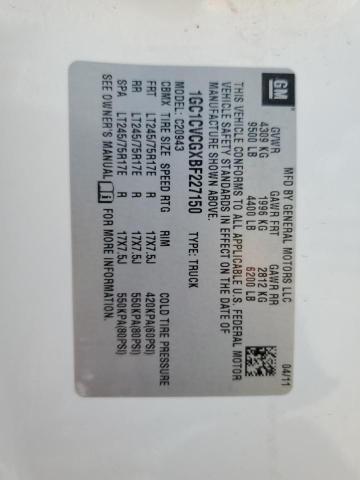 GM
MFD BY GENERAL MOTORS LLC
04/11
GVWR GAWR FRT GAWR RR
4309 KG 1996 KG 2812 KG
9500 LB 4400 LB 6200 LB
THIS VEHICLE CONFORMS TO ALL APPLICABLE U.S. FEDERAL MOTOR
VEHICLE SAFETY STANDARDS IN EFFECT ON THE DATE OF
MANUFACTURE SHOWN ABOVE.
1GC1CVCGXBF227150 TYPE: TRUCK
MODEL: C20943
CBMX TIRE SIZE SPEED RTG RIM COLD TIRE PRESSURE
FRT LT245/75R17E R 17X7.5J 420KPA(60PSI)
RR LT245/75R17E R 17X7.5J 550KPA(80PSI)
SPA LT245/75R17E R 17X7.5J 550KPA(80PSI)
SEE OWNER'S MANUAL i FOR MORE INFORMATION